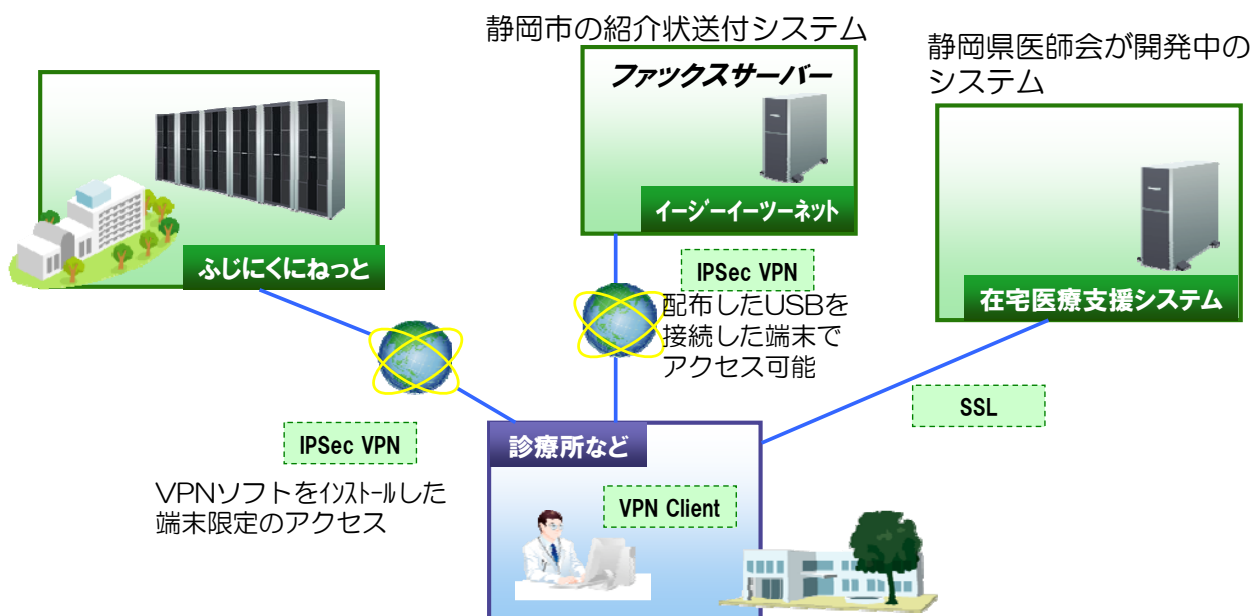 静岡市の紹介状送付システム
ファックスサーバー
イージーイーツーネット
静岡県医師会が開発中の
システム
在宅医療支援システム
ふじにくにねっと
IPSec VPN
配布したUSBを
接続した端末で
アクセス可能
SSL
IPSec VPN
VPNソフトをｲﾝｽﾄｰﾙした
端末限定のアクセス
診療所など
VPN Client